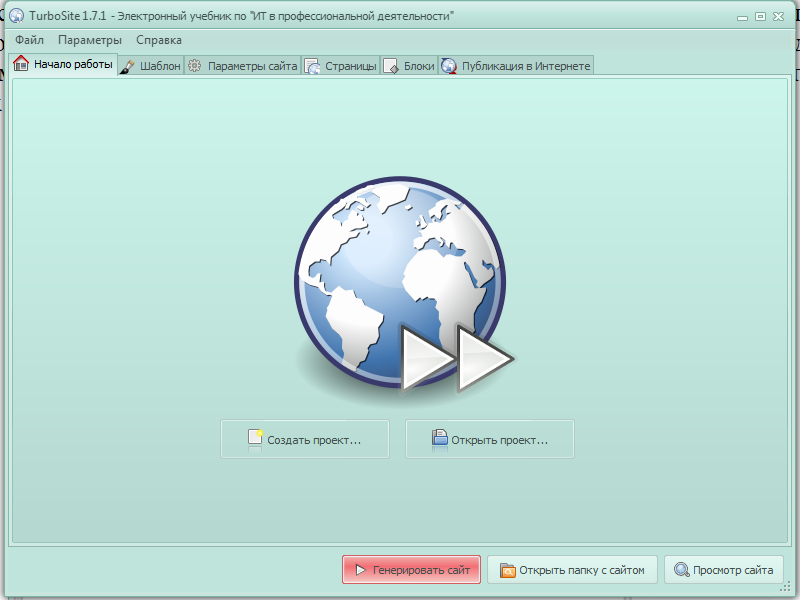 TurboSite 1.7.1 - Электронный учебник по "ИТ в профессиональной деятельности"
Файл Параметры Справка
Начало работы Шаблон Параметры сайта Страницы Блоки Публикация в Интернете
Создать проект... Открыть проект...
Генерировать сайт Открыть папку с сайтом Просмотр сайта